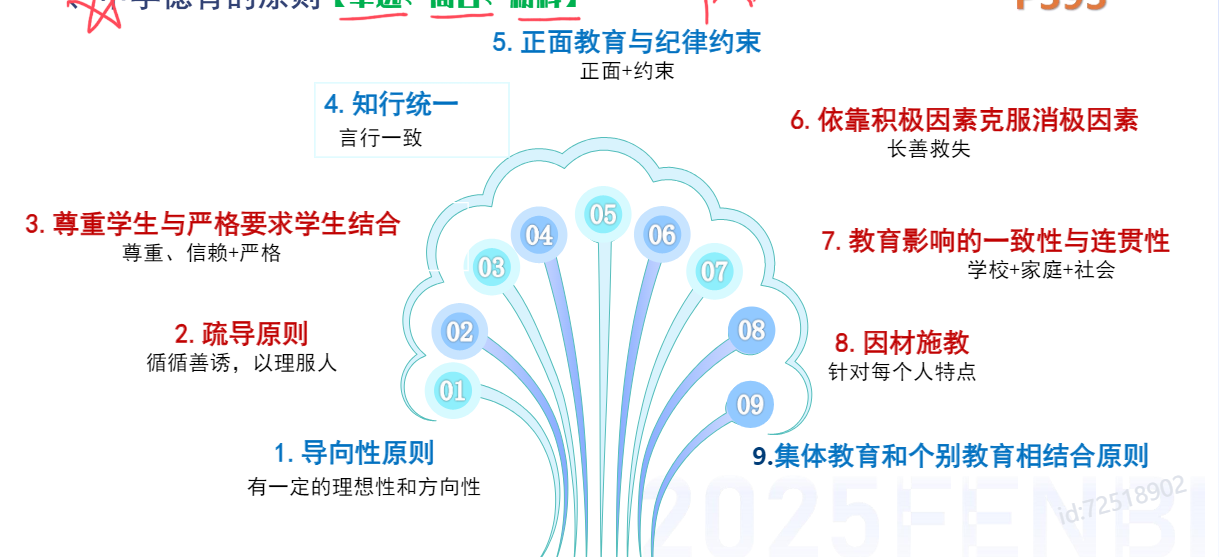 中小学德育的原则【单选、简答、材料】
P393
5. 正面教育与纪律约束
正面+约束
4. 知行统一
言行一致
6. 依靠积极因素克服消极因素
长善救失
3. 尊重学生与严格要求学生结合
尊重、信赖+严格
7. 教育影响的一致性与连贯性
学校+家庭+社会
2. 疏导原则
循循善诱，以理服人
8. 因材施教
针对每个人特点
1. 导向性原则
有一定的理想性和方向性
9.集体教育和个别教育相结合原则
01
02
03
04
05
06
07
08
09
2025FENBI
id:72518902